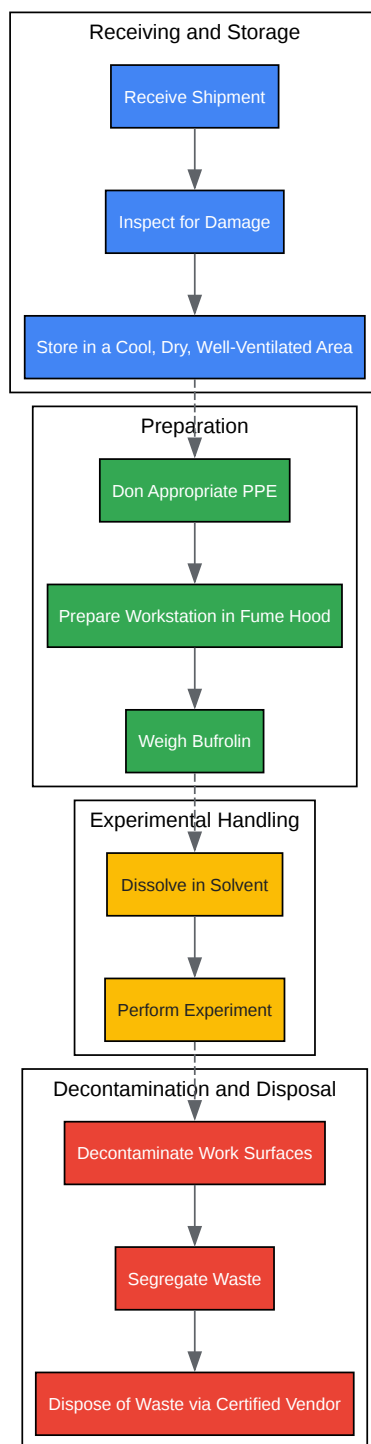 Receiving and Storage
Receive Shipment
Inspect for Damage
Store in a Cool, Dry, Well-Ventilated Area
Preparation
Don Appropriate PPE
Prepare Workstation in Fume Hood
Weigh Bufrolin
Experimental Handling
Dissolve in Solvent
Perform Experiment
Decontamination and Disposal
Decontaminate Work Surfaces
Segregate Waste
Dispose of Waste via Certified Vendor